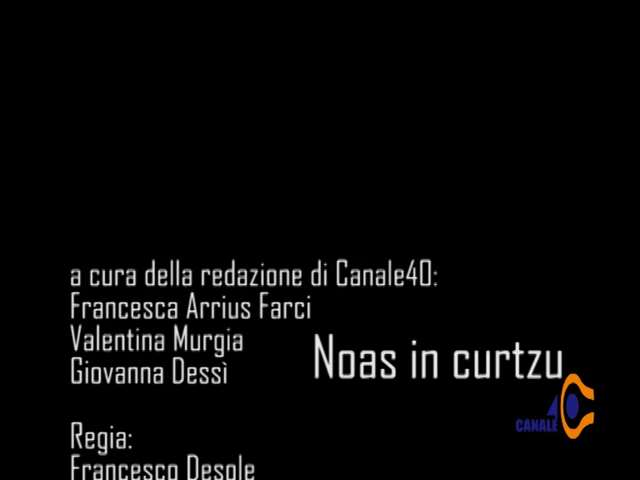 a cura della redazione di Canale40:
Francesca Arrius Farci
Valentina Murgia
Giovanna Dessì
Noas in curtzu
Regia:
Francesco Desole
40
CANALE